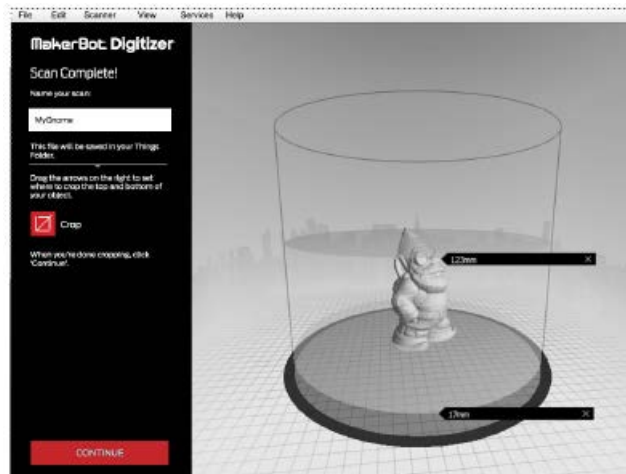 File Edit Scanner View Services Help
MakerBot Digitizer
Scan Complete!
Name your scan:
MyGnome
This file will be saved in your Things
Folder.
Drag the arrows on the right to set
where to crop the top and bottom of
your object.
Crop
When you're done cropping, click
'Continue'.
CONTINUE
123mm
17mm